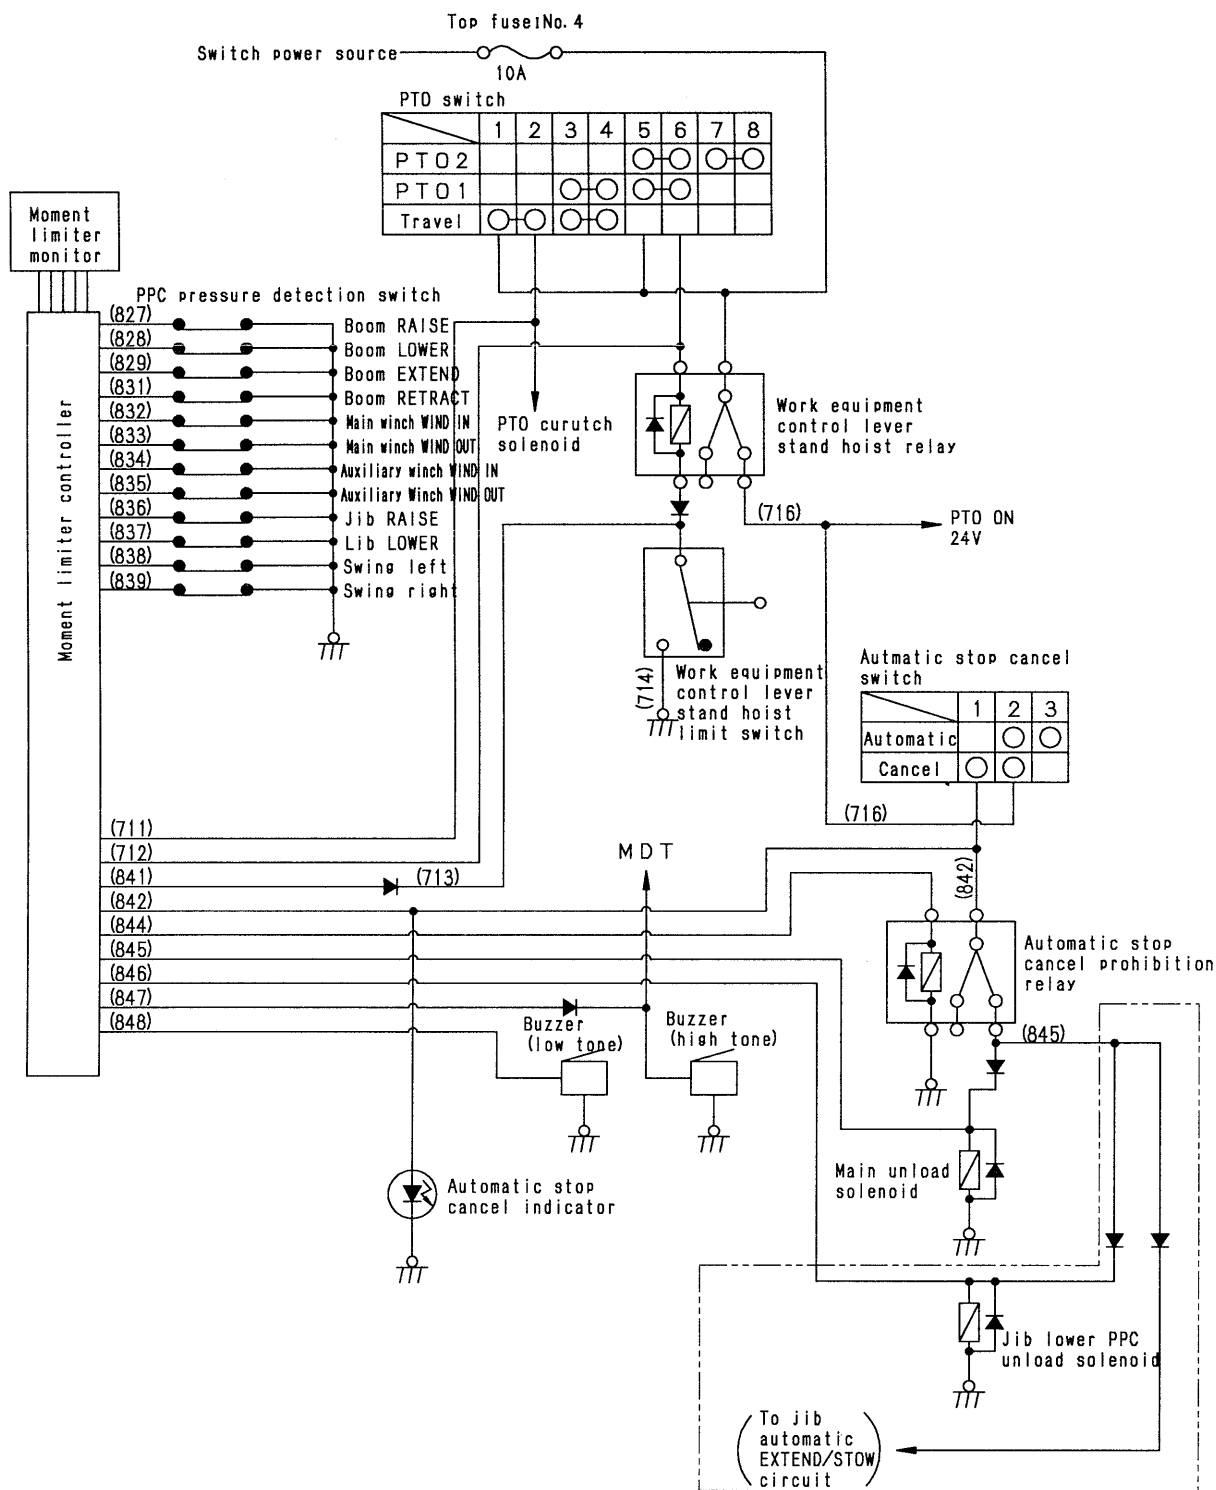 Top fuse:No. 4
Switch power source
10A
PTO switch
1 2 3 4 5 6 7 8
PTO2
PTO1
Travel
Moment
limiter
monitor
PPC pressure detection switch
(827) Boom RAISE
(828) Boom LOWER
(829) Boom EXTEND
(831) Boom RETRACT
(832) Main winch WIND IN
(833) Main winch WIND OUT
(834) Auxiliary winch WIND IN
(835) Auxiliary Winch WIND OUT
(836) Jib RAISE
(837) Lib LOWER
(838) Swing left
(839) Swing right
Moment limiter controller
PTO curutch
solenoid
Work equipment
control lever
stand hoist relay
(716)
PTO ON
24V
(714)
Work equipment
control lever
stand hoist
limit switch
Autmatic stop cancel
switch
1 2 3
Automatic
Cancel
(716)
(711)
(712)
(841) (713)
(842)
(844)
(845)
(846)
(847)
(848)
MDT
(842)
Automatic stop
cancel prohibition
relay
Buzzer
(low tone)
Buzzer
(high tone)
(845)
Automatic stop
cancel indicator
Main unload
solenoid
Jib lower PPC
unload solenoid
(To jib
automatic
EXTEND/STOW
circuit)